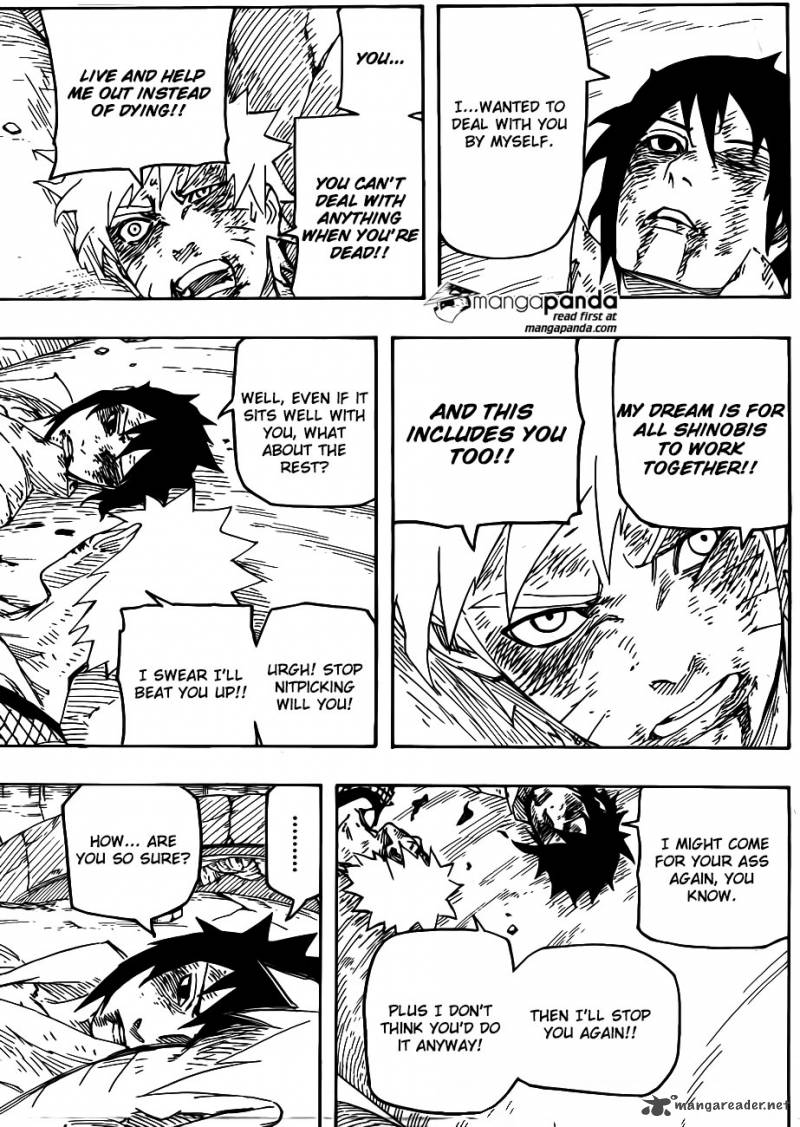 I...WANTED TO
DEAL WITH YOU
BY MYSELF.
YOU...
YOU CAN'T
DEAL WITH
ANYTHING
WHEN YOU'RE
DEAD!!
LIVE AND HELP
ME OUT INSTEAD
OF DYING!!
mangapanda
read first at
mangapanda.com
MY DREAM IS FOR
ALL SHINOBIS
TO WORK
TOGETHER!!
AND THIS
INCLUDES YOU
TOO!!
WELL, EVEN IF IT
SITS WELL WITH
YOU, WHAT
ABOUT THE
REST?
URGH! STOP
NITPICKING
WILL YOU!
I SWEAR I'LL
BEAT YOU UP!!
I MIGHT COME
FOR YOUR ASS
AGAIN, YOU
KNOW.
THEN I'LL STOP
YOU AGAIN!!
PLUS I DON'T
THINK YOU'D DO
IT ANYWAY!
.........
HOW... ARE
YOU SO SURE?
mangareader.net